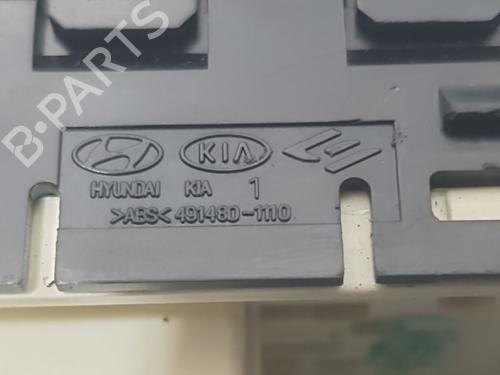 B-PARTS
KIA
HYUNDAI KIA 1
>ABS< 491480-1110